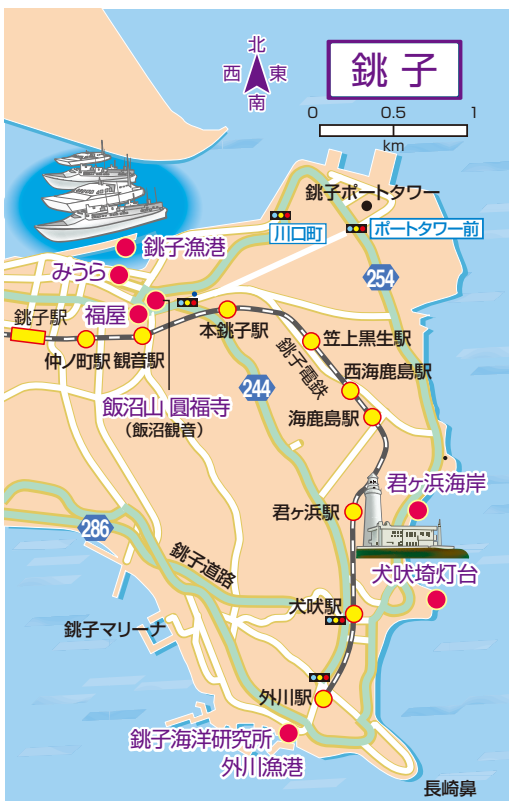 北
西 東
南
銚子
0 0.5 1
km
銚子ポートタワー
川口町
ポートタワー前
銚子漁港
みうら
254
福屋
銚子駅
本銚子駅
笠上黒生駅
仲ノ町駅
観音駅
銚子電鉄
西海鹿島駅
飯沼山 圓福寺
(飯沼観音)
244
海鹿島駅
君ヶ浜海岸
君ヶ浜駅
286
銚子道路
犬吠埼灯台
犬吠駅
銚子マリーナ
外川駅
銚子海洋研究所
外川漁港
長崎鼻